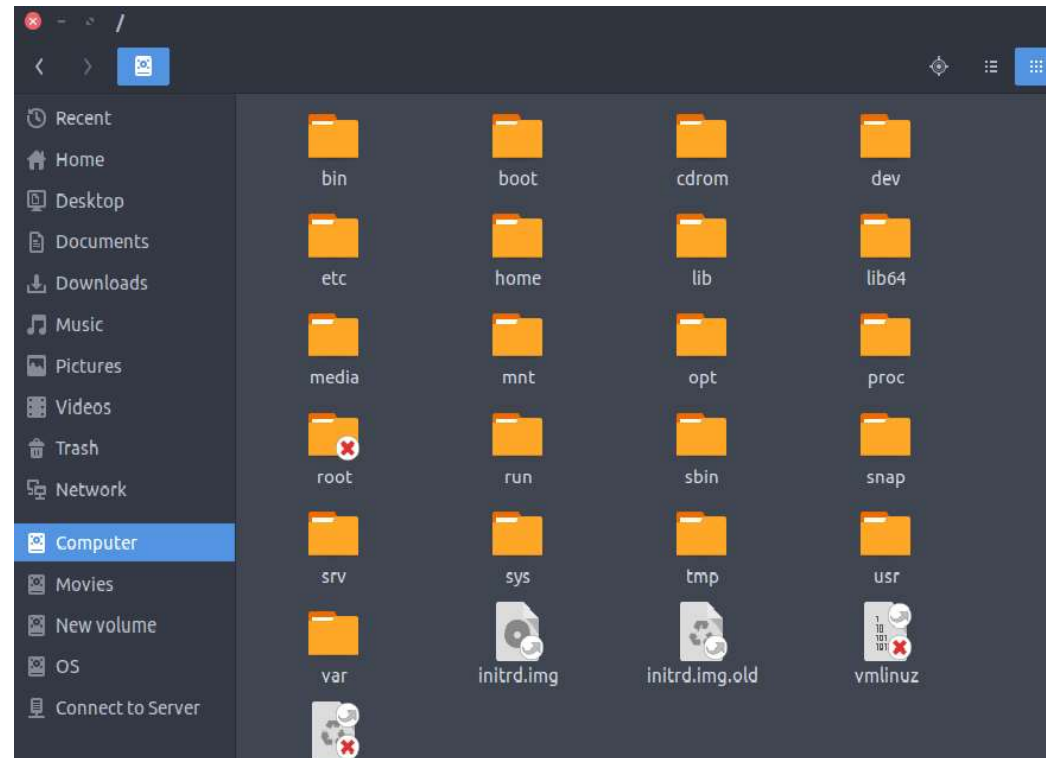 /
Recent
Home
Desktop
Documents
Downloads
Music
Pictures
Videos
Trash
Network
Computer
Movies
New volume
OS
Connect to Server
bin boot cdrom dev
etc home lib lib64
media mnt opt proc
root run sbin snap
srv sys tmp usr
var initrd.img initrd.img.old vmlinuz